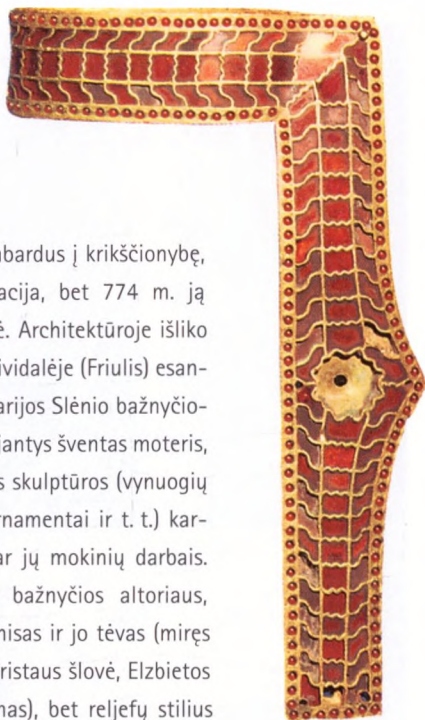 bardus į krikščionybę,
acija, bet 774 m. ją
ė. Architektūroje išliko
ividalėje (Friulis) esan-
arijos Slėnio bažnyčio-
jantys šventas moteris,
s skulptūros (vynuogių
rnamentai ir t. t.) kar-
ar jų mokinių darbais.
bažnyčios altoriaus,
nisas ir jo tėvas (miręs
ristaus šlovė, Elzbietos
mas), bet reljefų stilius